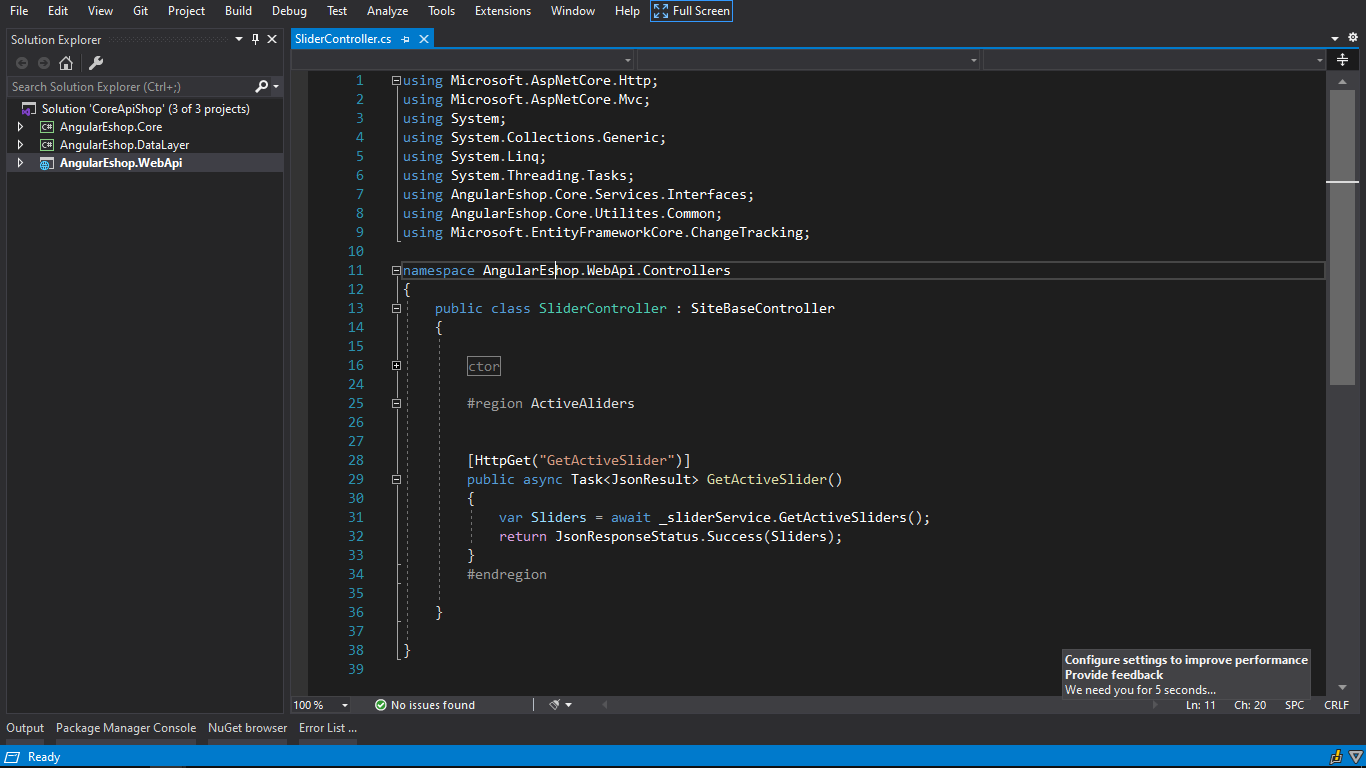 File Edit View Git Project Build Debug Test Analyze Tools Extensions Window Help Full Screen
Solution Explorer
Search Solution Explorer (Ctrl+;)
Solution 'CoreApiShop' (3 of 3 projects)
C# AngularEshop.Core
C# AngularEshop.DataLayer
AngularEshop.WebApi
SliderController.cs
1 using Microsoft.AspNetCore.Http;
2 using Microsoft.AspNetCore.Mvc;
3 using System;
4 using System.Collections.Generic;
5 using System.Linq;
6 using System.Threading.Tasks;
7 using AngularEshop.Core.Services.Interfaces;
8 using AngularEshop.Core.Utilites.Common;
9 using Microsoft.EntityFrameworkCore.ChangeTracking;
10
11 namespace AngularEshop.WebApi.Controllers
12 {
13 public class SliderController : SiteBaseController
14 {
15
16 ctor
24
25 #region ActiveAliders
26
27
28 [HttpGet("GetActiveSlider")]
29 public async Task<JsonResult> GetActiveSlider()
30 {
31 var Sliders = await _sliderService.GetActiveSliders();
32 return JsonResponseStatus.Success(Sliders);
33 }
34 #endregion
35
36 }
37
38 }
39
Configure settings to improve performance
Provide feedback
We need you for 5 seconds...
100 % No issues found Ln: 11 Ch: 20 SPC CRLF
Output Package Manager Console NuGet browser Error List ...
Ready